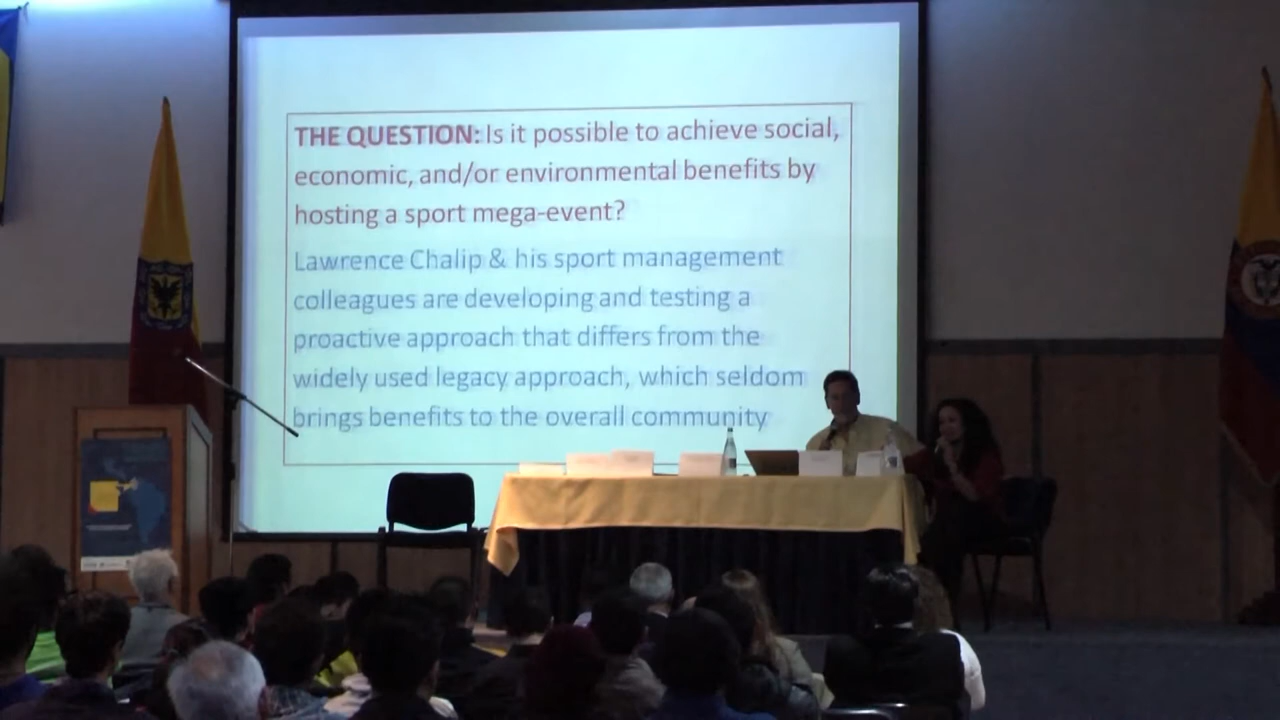 THE QUESTION: Is it possible to achieve social,
economic, and/or environmental benefits by
hosting a sport mega-event?
Lawrence Chalip & his sport management
colleagues are developing and testing a
proactive approach that differs from the
widely used legacy approach, which seldom
brings benefits to the overall community